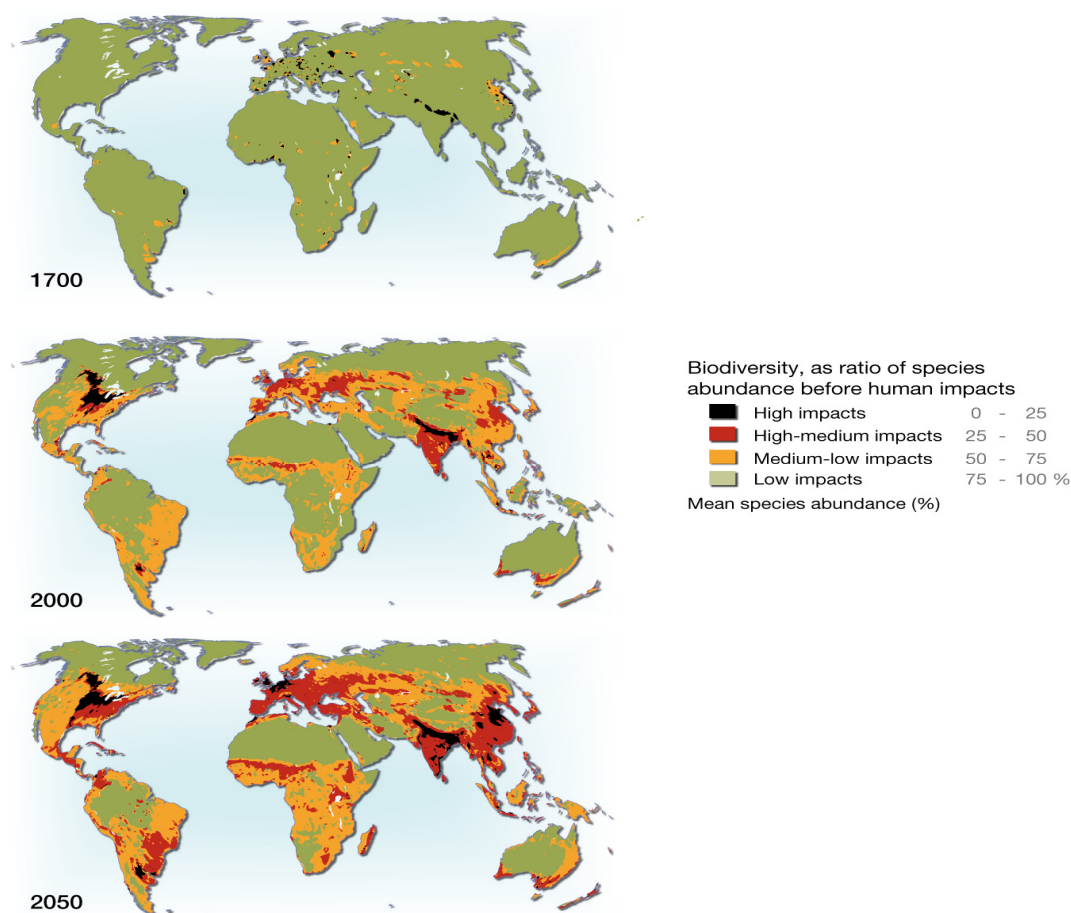 1700
2000
Biodiversity, as ratio of species
abundance before human impacts
High impacts 0 - 25
High-medium impacts 25 - 50
Medium-low impacts 50 - 75
Low impacts 75 - 100 %
Mean species abundance (%)
2050